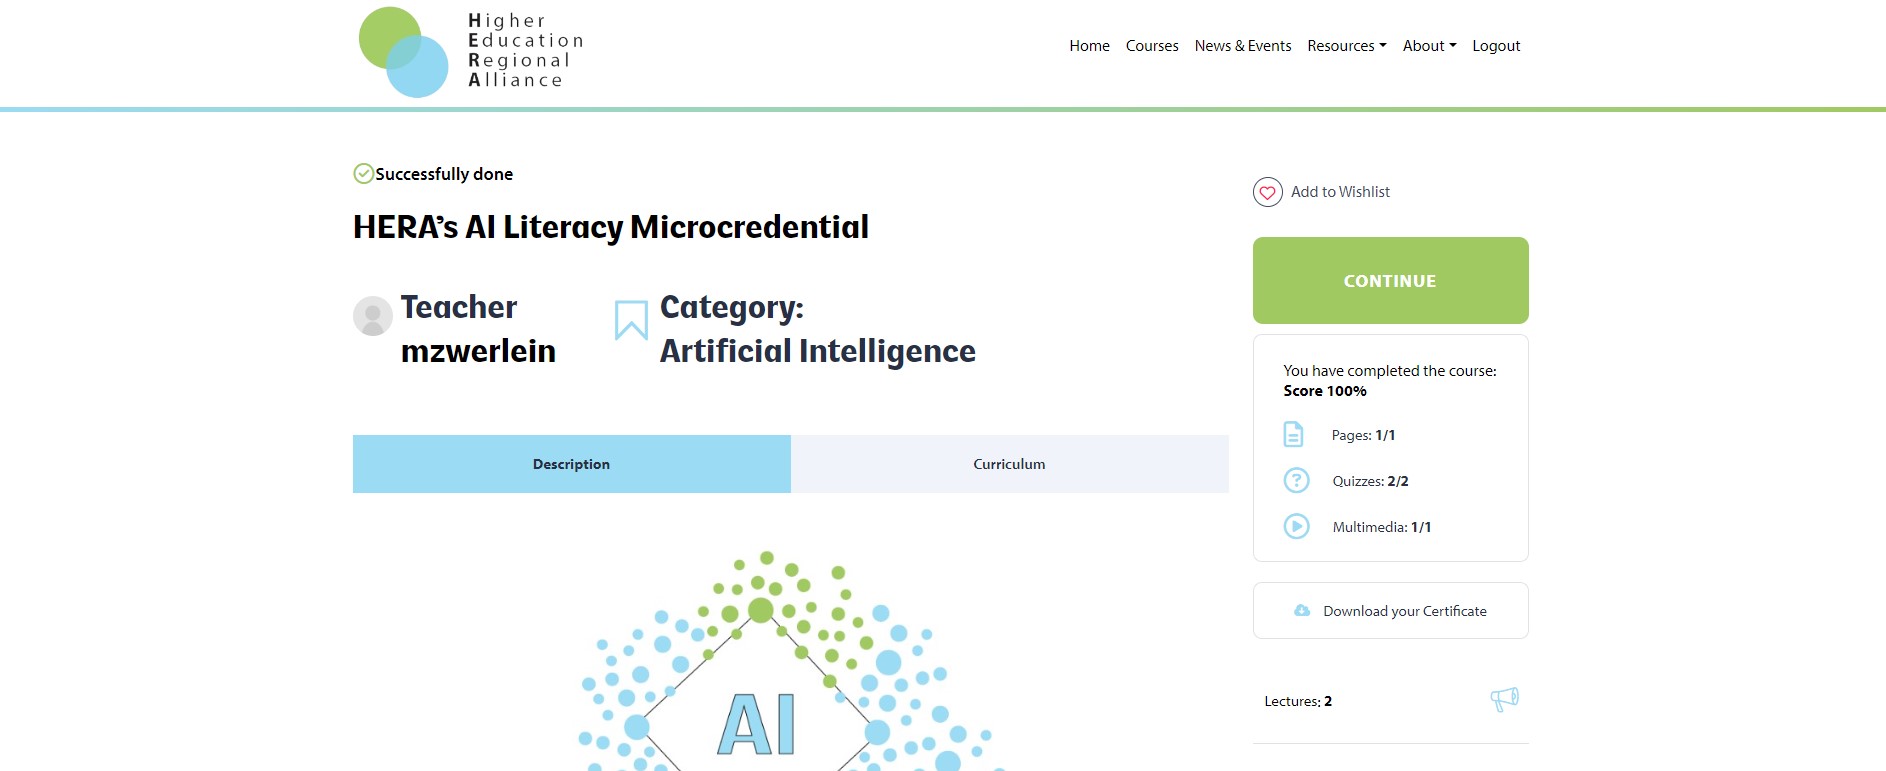 Higher
Education
Regional
Alliance
Home Courses News & Events Resources About Logout
Successfully done
HERA's AI Literacy Microcredential
Teacher
mzwerlein
Category:
Artificial Intelligence
Description Curriculum
AI
Add to Wishlist
CONTINUE
You have completed the course:
Score 100%
Pages: 1/1
Quizzes: 2/2
Multimedia: 1/1
Download your Certificate
Lectures: 2